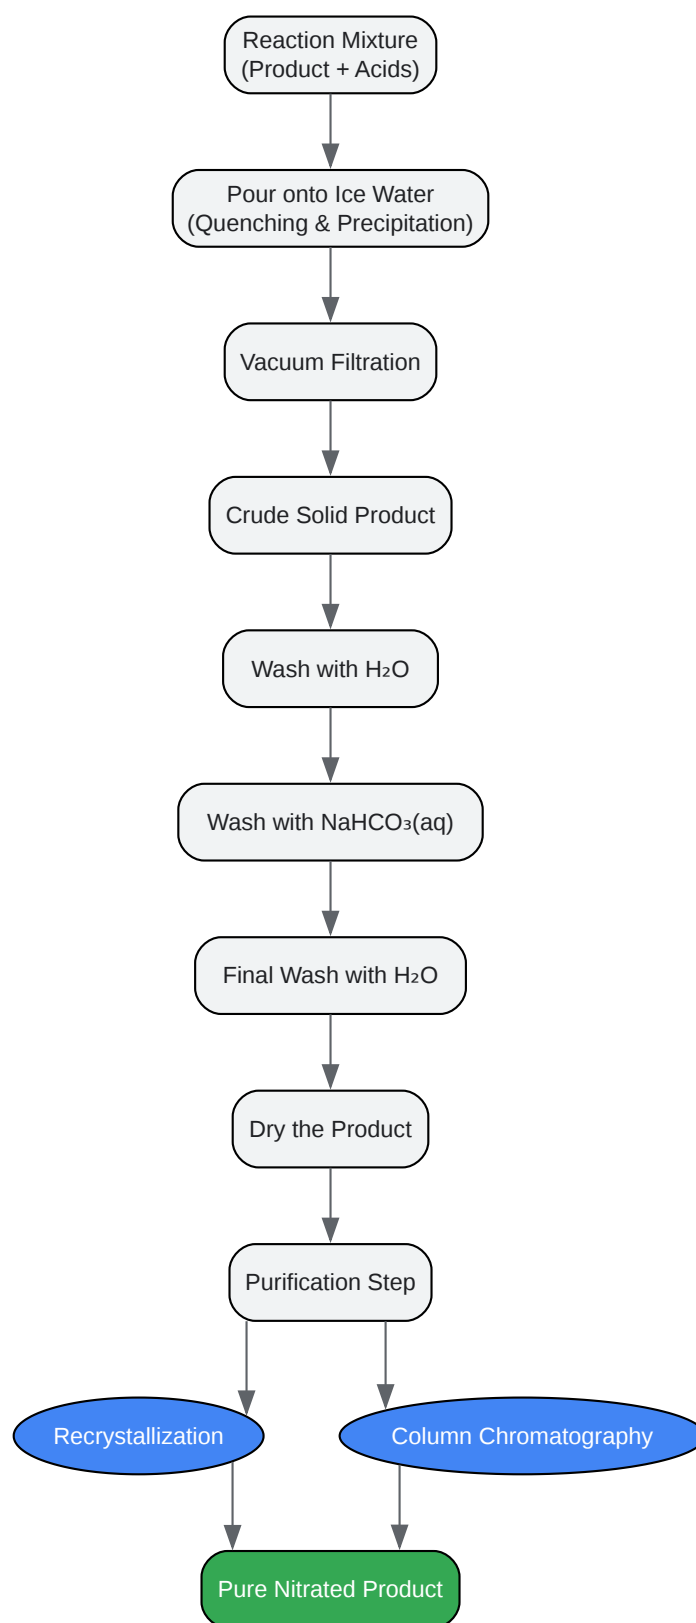 Reaction Mixture
(Product + Acids)
Pour onto Ice Water
(Quenching & Precipitation)
Vacuum Filtration
Crude Solid Product
Wash with H₂O
Wash with NaHCO₃(aq)
Final Wash with H₂O
Dry the Product
Purification Step
Recrystallization
Column Chromatography
Pure Nitrated Product